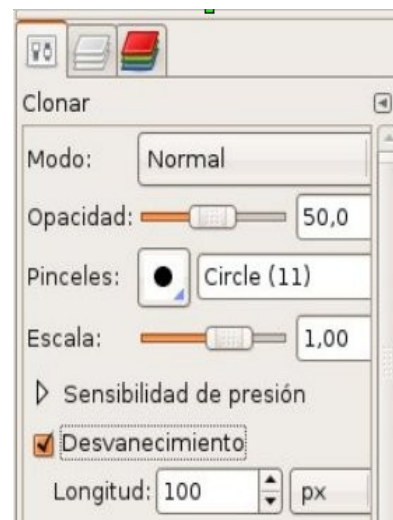 Clonar
Modo: Normal
Opacidad: 50,0
Pinceles: Circle (11)
Escala: 1,00
Sensibilidad de presión
Desvanecimiento
Longitud: 100 px